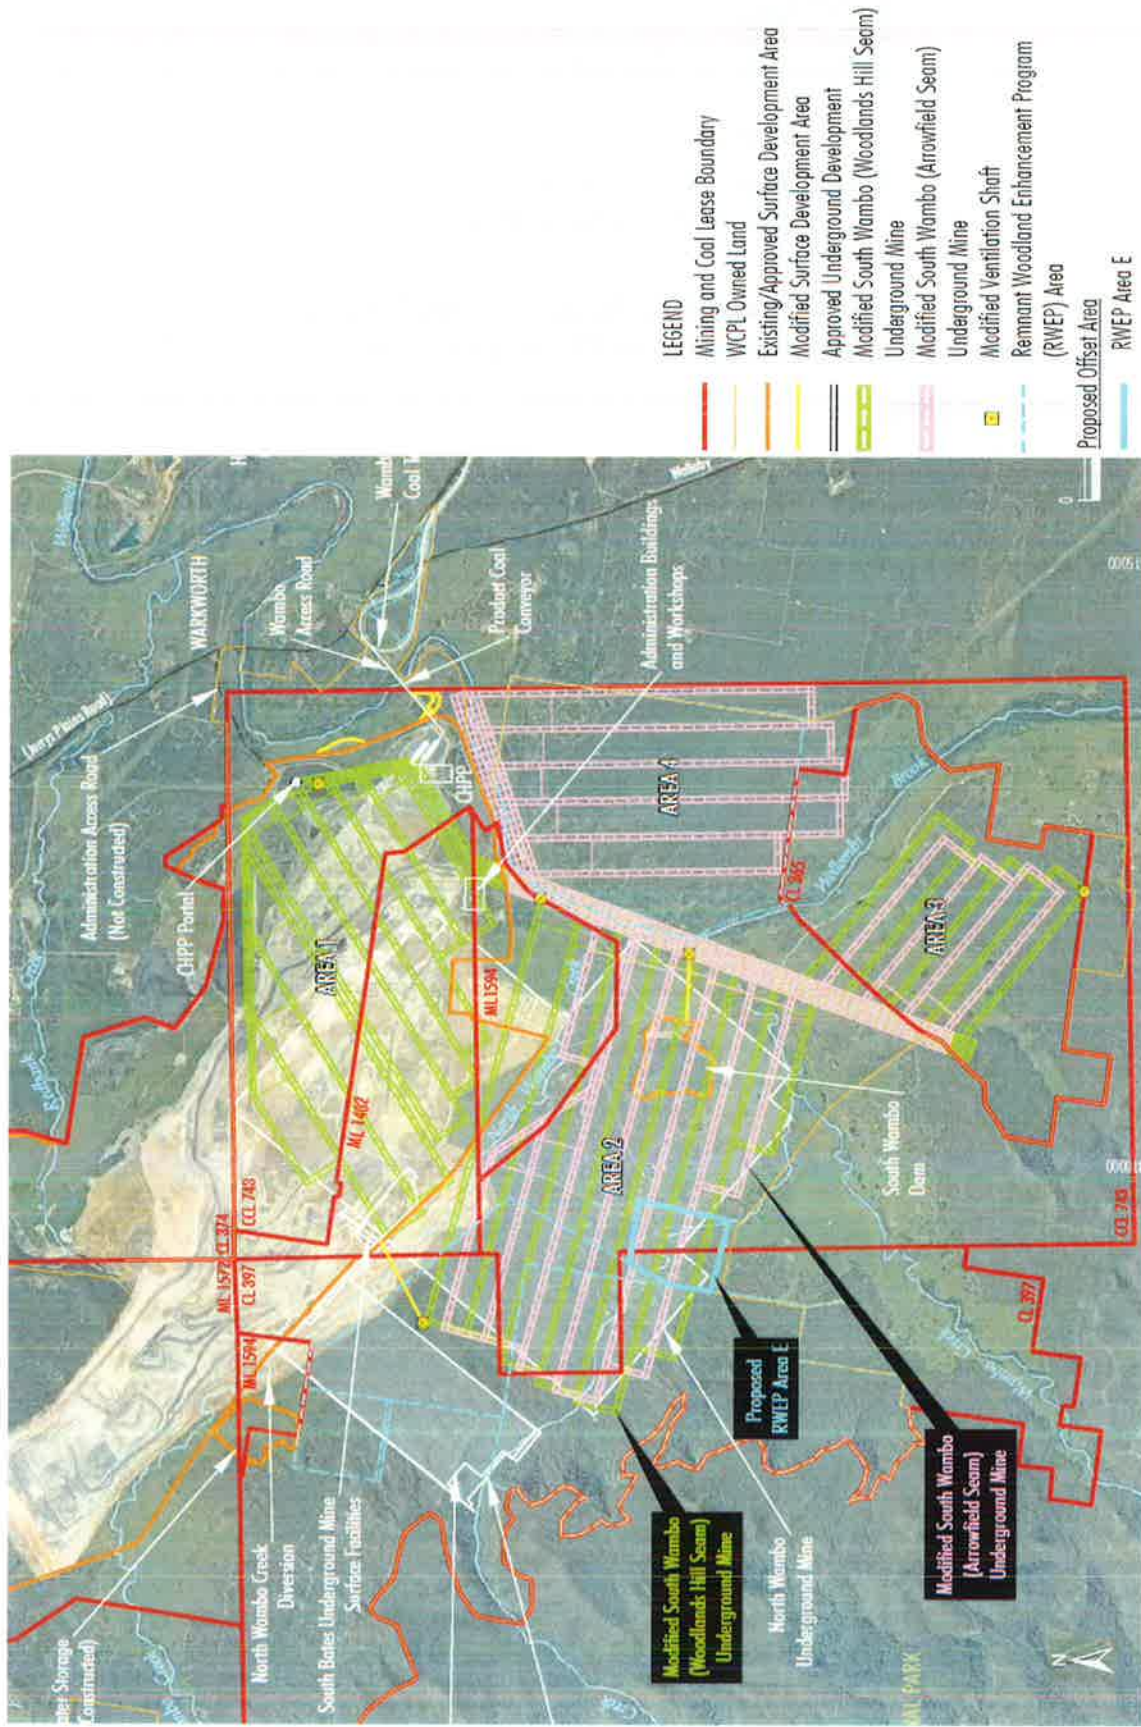 WARKWORTH
Wambo
Access Road
Product Coal
Conveyor
Administration Buildings
and Workshops
Administration Access Road
(Not Constructed)
CHPP Portal
CHPP
AREA 1
AREA 4
AREA 3
AREA 2
CL 365
ML1594
ML 1402
CCL 743
CL 374
ML 1572
CL 397
ML 1594
CCL 743
CL 397
Wollombi
Brook
South Wambo
Dam
North Wambo Creek
Diversion
South Bates Underground Mine
Surface Facilities
Proposed
RWEP Area E
Modified South Wambo
(Woodlands Hill Seam)
Underground Mine
North Wambo
Underground Mine
Modified South Wambo
(Arrowfield Seam)
Underground Mine
N
0
LEGEND
Mining and Coal Lease Boundary
WCPL Owned Land
Existing/Approved Surface Development Area
Modified Surface Development Area
Approved Underground Development
Modified South Wambo (Woodlands Hill Seam)
Underground Mine
Modified South Wambo (Arrowfield Seam)
Underground Mine
Modified Ventilation Shaft
Remnant Woodland Enhancement Program
(RWEP) Area
Proposed Offset Area
RWEP Area E